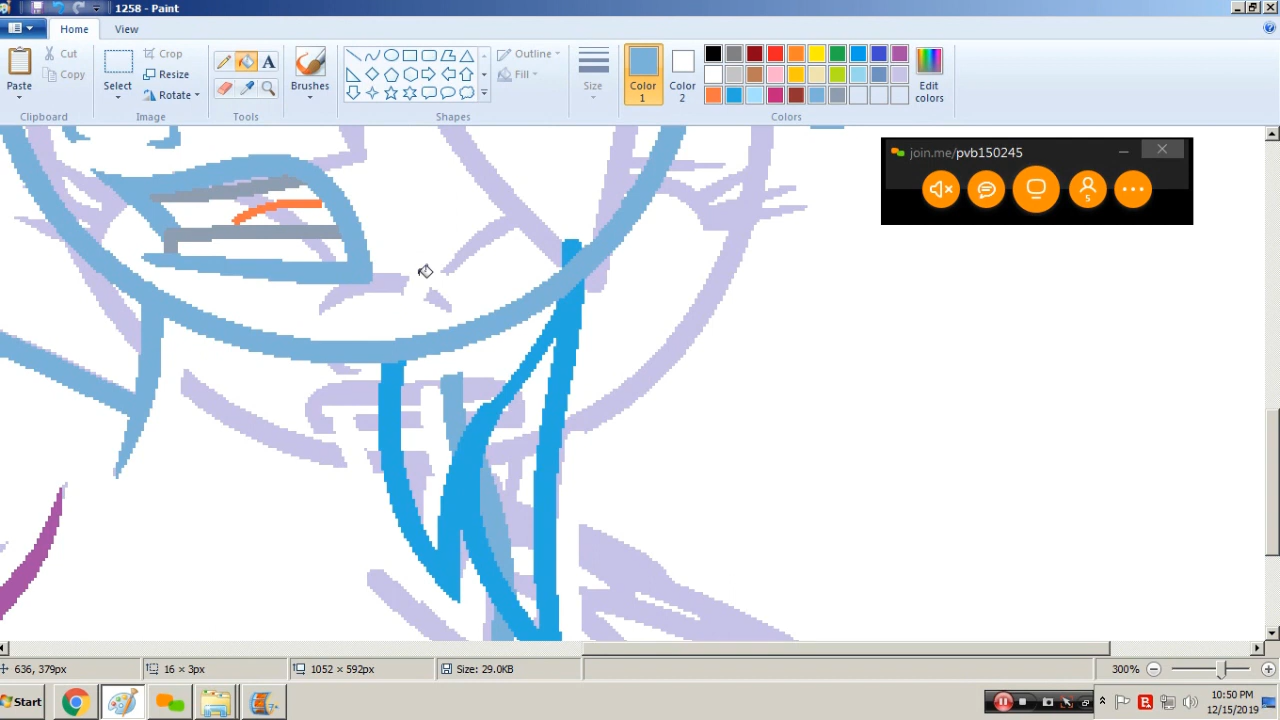 1258 - Paint
Home
View
Paste
Cut
Copy
Clipboard
Select
Crop
Resize
Rotate
Image
A
Tools
Brushes
Outline
Fill
Shapes
Size
Color 1
Color 2
Edit colors
Colors
join.me/pvb150245
5
636, 379px
16 × 3px
1052 × 592px
Size: 29.0KB
300%
Start
10:50 PM
12/15/2019